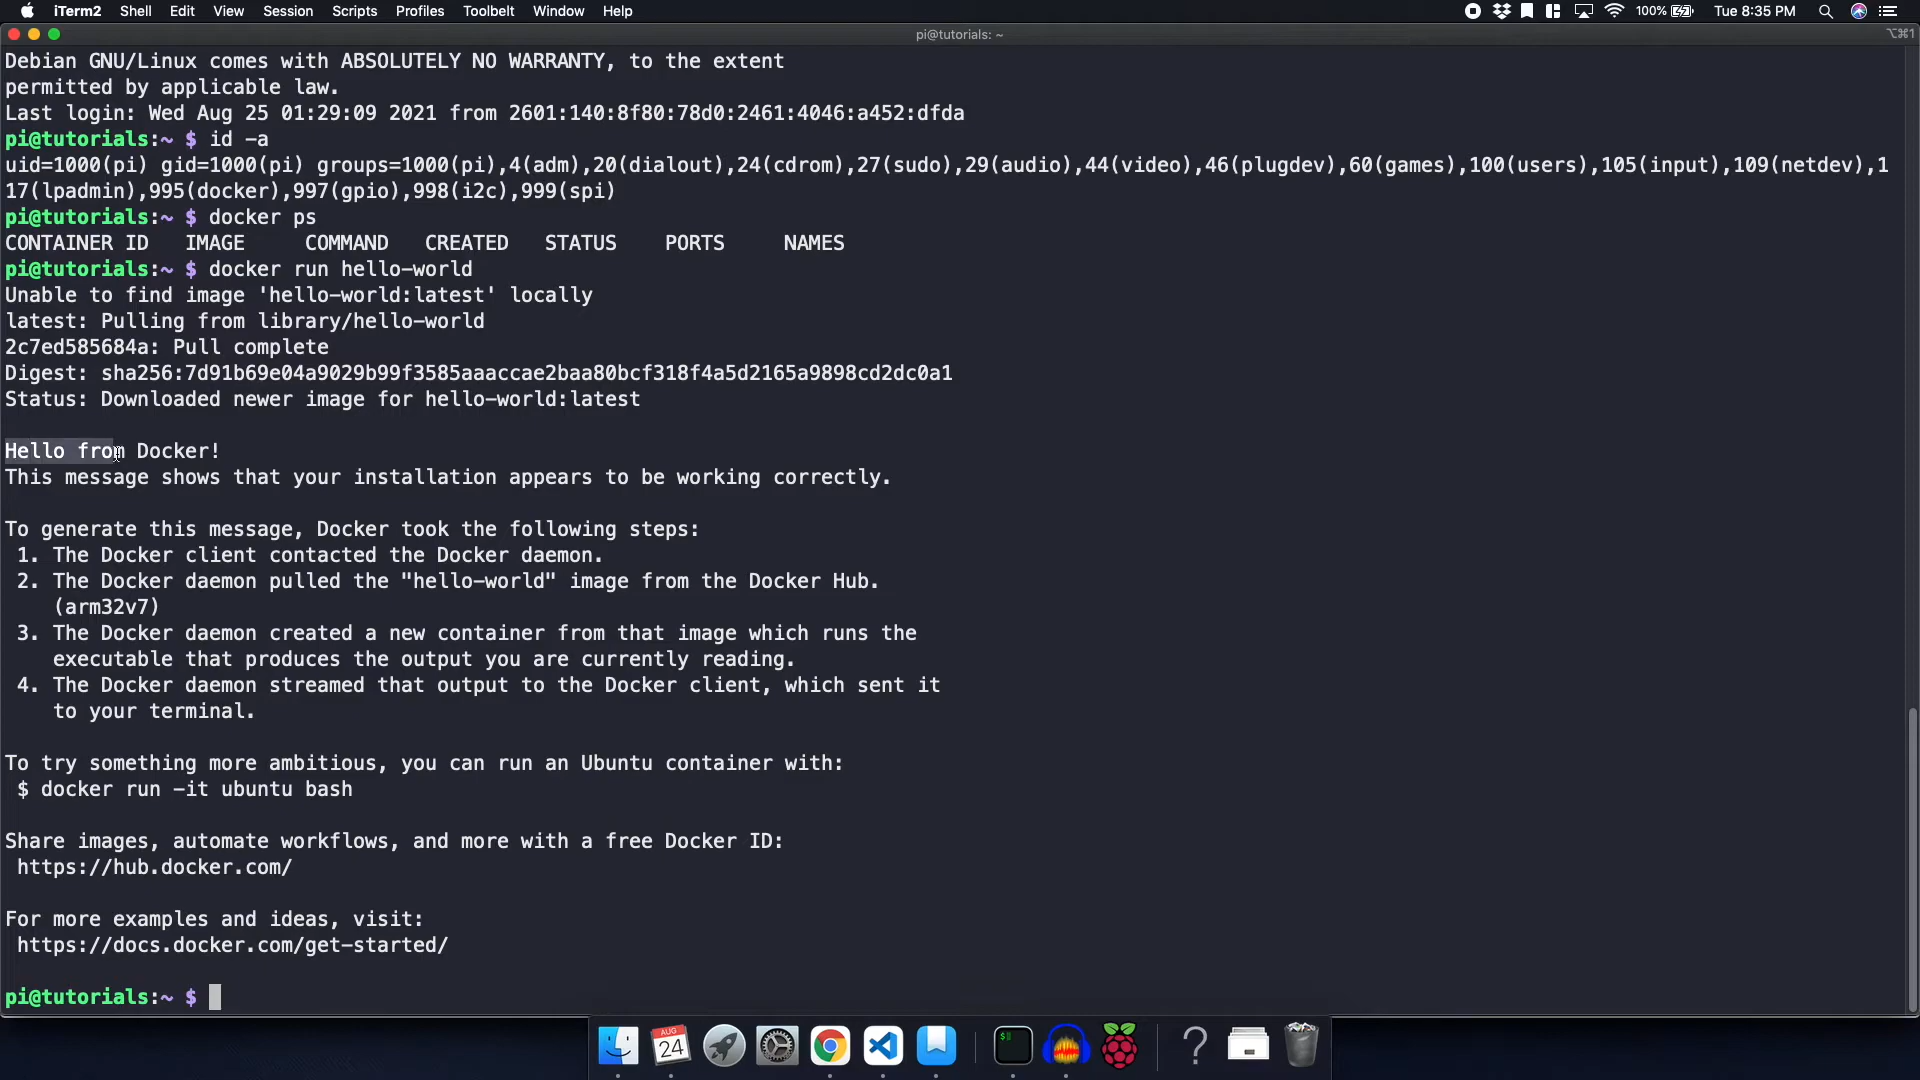 iTerm2 Shell Edit View Session Scripts Profiles Toolbelt Window Help 100% Tue 8:35 PM
pi@tutorials: ~ ⌥⌘1
Debian GNU/Linux comes with ABSOLUTELY NO WARRANTY, to the extent
permitted by applicable law.
Last login: Wed Aug 25 01:29:09 2021 from 2601:140:8f80:78d0:2461:4046:a452:dfda
pi@tutorials:~ $ id -a
uid=1000(pi) gid=1000(pi) groups=1000(pi),4(adm),20(dialout),24(cdrom),27(sudo),29(audio),44(video),46(plugdev),60(games),100(users),105(input),109(netdev),1
17(lpadmin),995(docker),997(gpio),998(i2c),999(spi)
pi@tutorials:~ $ docker ps
CONTAINER ID IMAGE COMMAND CREATED STATUS PORTS NAMES
pi@tutorials:~ $ docker run hello-world
Unable to find image 'hello-world:latest' locally
latest: Pulling from library/hello-world
2c7ed585684a: Pull complete
Digest: sha256:7d91b69e04a9029b99f3585aaaccae2baa80bcf318f4a5d2165a9898cd2dc0a1
Status: Downloaded newer image for hello-world:latest
Hello from Docker!
This message shows that your installation appears to be working correctly.
To generate this message, Docker took the following steps:
1. The Docker client contacted the Docker daemon.
2. The Docker daemon pulled the "hello-world" image from the Docker Hub.
(arm32v7)
3. The Docker daemon created a new container from that image which runs the
executable that produces the output you are currently reading.
4. The Docker daemon streamed that output to the Docker client, which sent it
to your terminal.
To try something more ambitious, you can run an Ubuntu container with:
$ docker run -it ubuntu bash
Share images, automate workflows, and more with a free Docker ID:
https://hub.docker.com/
For more examples and ideas, visit:
https://docs.docker.com/get-started/
pi@tutorials:~ $
AUG
24
$
?